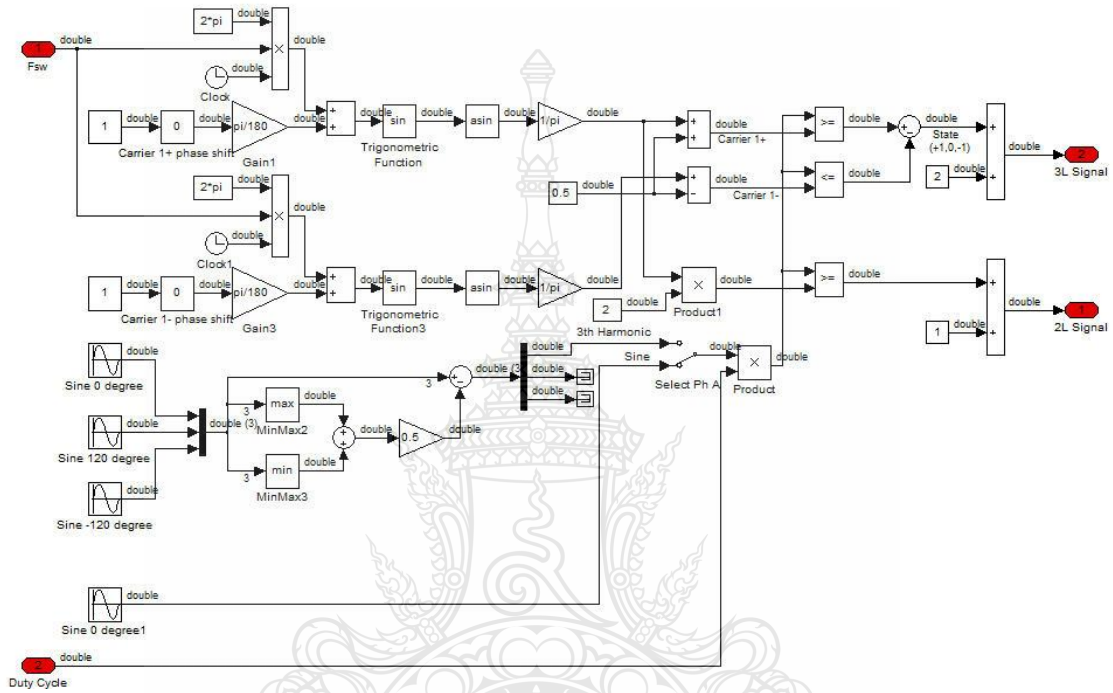 2*pi
double
1
Fsw
double
×
double
Clock
double
1
0
pi/180
Carrier 1+ phase shift
Gain1
+
+
double
sin
double
asin
double
1/pi
double
Trigonometric
Function
+
+
double
Carrier 1+
>=
double
+
-
double
State
(+1,0,-1)
+
+
double
2
double
2
3L Signal
0.5
double
+
-
double
Carrier 1-
<=
double
2*pi
double
×
double
Clock1
double
1
0
pi/180
Carrier 1- phase shift
Gain3
+
+
double
sin
double
asin
double
1/pi
double
Trigonometric
Function3
2
double
×
Product1
double
>=
double
+
+
double
1
double
1
2L Signal
double
Sine 0 degree
double
Sine 120 degree
double
Sine -120 degree
double (3)
3
max
MinMax2
double
3
min
MinMax3
double
+
+
double
0.5
double
3
+
-
double (3
double
double
double
3th Harmonic
Sine
Select Ph A
double
×
Product
double
double
Sine 0 degree1
2
double
Duty Cycle